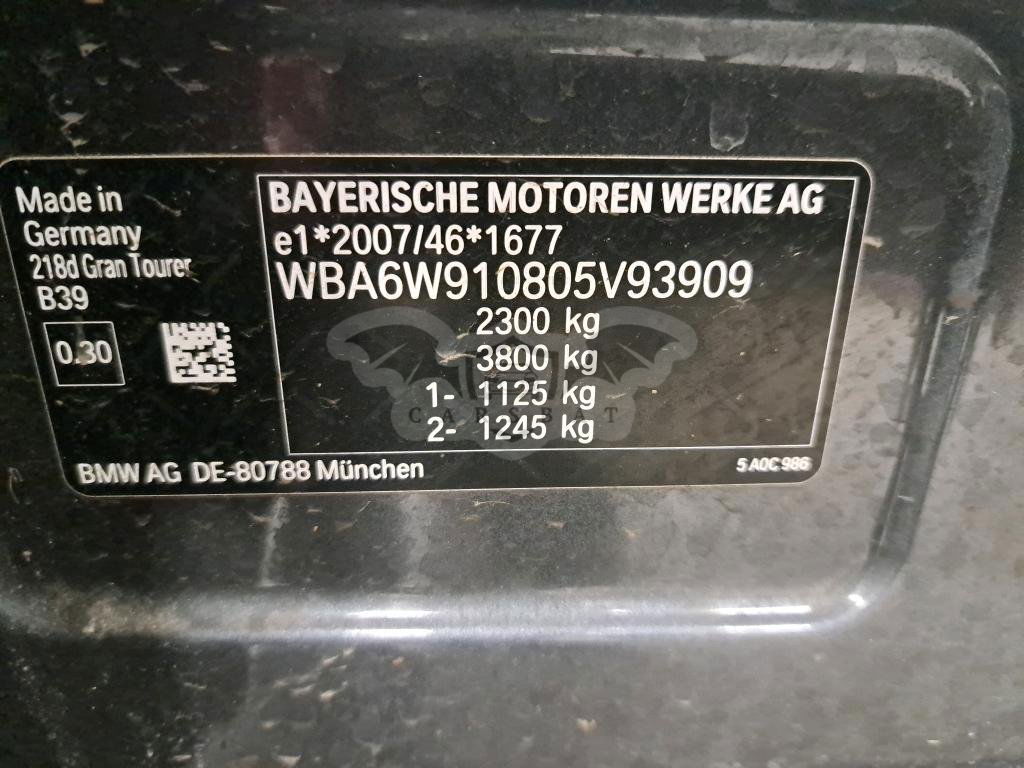 Made in
Germany
218d Gran Tourer
B39
0.30
BAYERISCHE MOTOREN WERKE AG
e1*2007/46*1677
WBA6W910805V93909
2300 kg
3800 kg
1- 1125 kg
2- 1245 kg
CARSBAT
BMW AG DE-80788 München
5 A0C 986